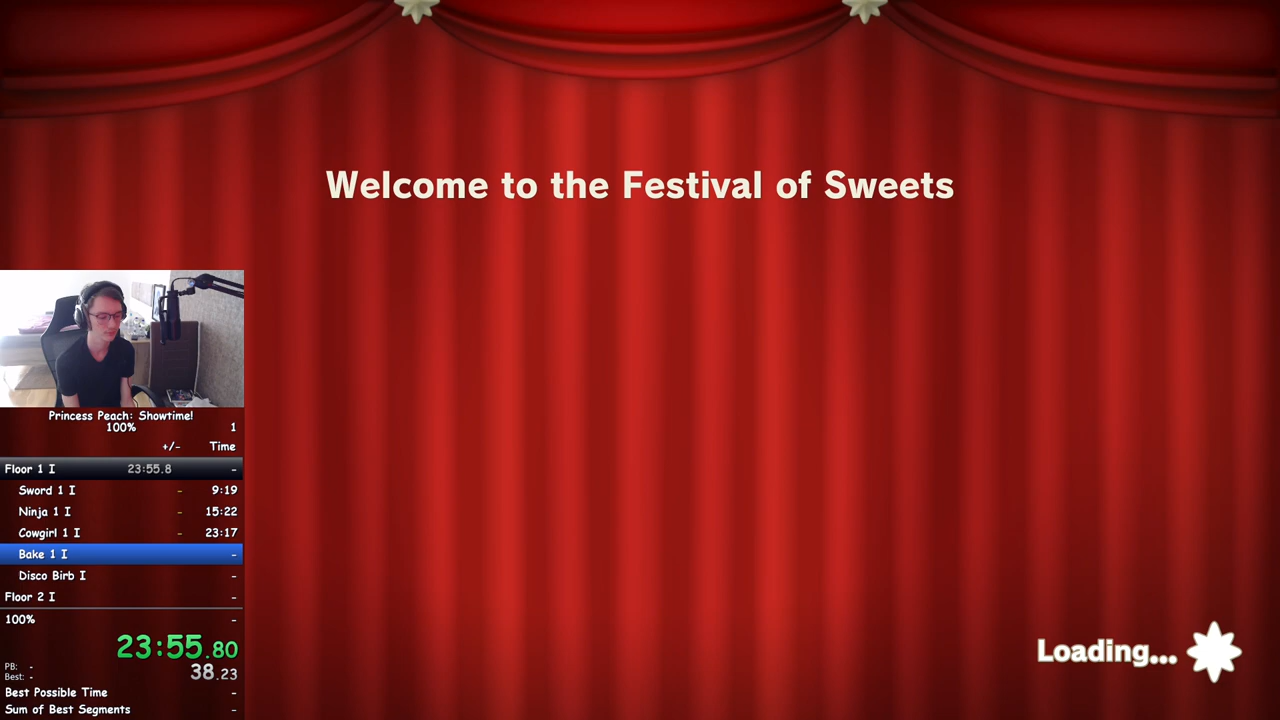 Welcome to the Festival of Sweets
Princess Peach: Showtime!
100% 1
+/- Time
Floor 1 I 23:55.8 -
Sword 1 I - 9:19
Ninja 1 I - 15:22
Cowgirl 1 I - 23:17
Bake 1 I -
Disco Birb I -
Floor 2 I -
100% -
23:55.80
PB: - 38.23
Best: -
Best Possible Time -
Sum of Best Segments -
Loading...